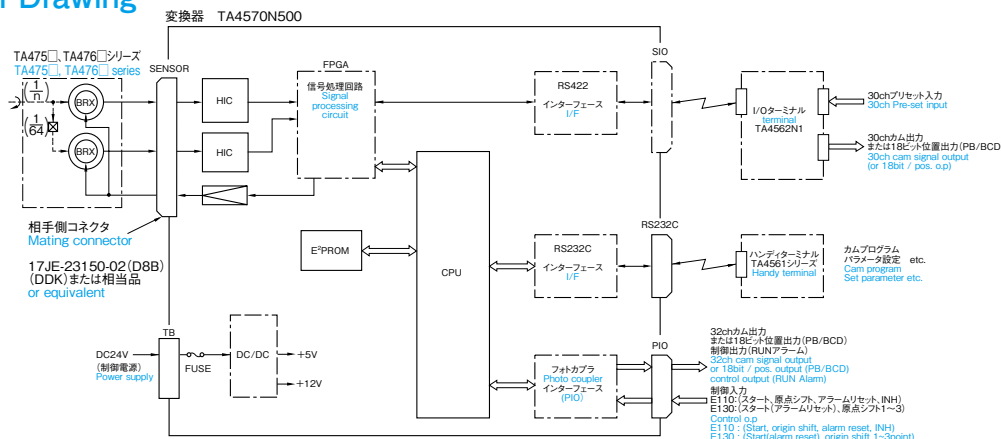 r Drawing
変換器 TA4570N500
TA475□、TA476□シリーズ
TA475□, TA476□ series
SENSOR
(1/n)
(1/64)
BRX
BRX
HIC
HIC
FPGA
信号処理回路
Signal
processing
circuit
RS422
インターフェース
I/F
SIO
I/Oターミナル
terminal
TA4562N1
30chプリセット入力
30ch Pre-set input
30chカム出力
または18ビット位置出力(PB/BCD
30ch cam signal output
(or 18bit / pos. o.p)
相手側コネクタ
Mating connector
17JE-23150-02(D8B)
(DDK)または相当品
or equivalent
E²PROM
CPU
RS232C
インターフェース
I/F
RS232C
ハンディターミナル
TA4561シリーズ
Handy terminal
カムプログラム
パラメータ設定 etc.
Cam program
Set parameter etc.
TB
DC24V
(制御電源)
Power supply
FUSE
DC/DC
+5V
+12V
フォトカプラ
Photo coupler
インターフェース
(PIO)
PIO
32chカム出力
または18ビット位置出力(PB/BCD)
制御出力(RUNアラーム)
32ch cam signal output
or 18bit / pos. output (PB/BCD)
control output (RUN Alarm)
制御入力
E110:(スタート、原点シフト、アラームリセット、INH)
E130:(スタート(アラームリセット)、原点シフト1～3)
Control o.p
E110 : (Start, origin shift, alarm reset, INH)
E130 : (Start(alarm reset), origin shift 1~3point)